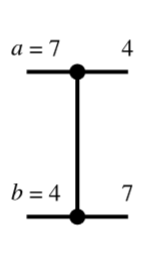 a = 7 4
b = 4 7